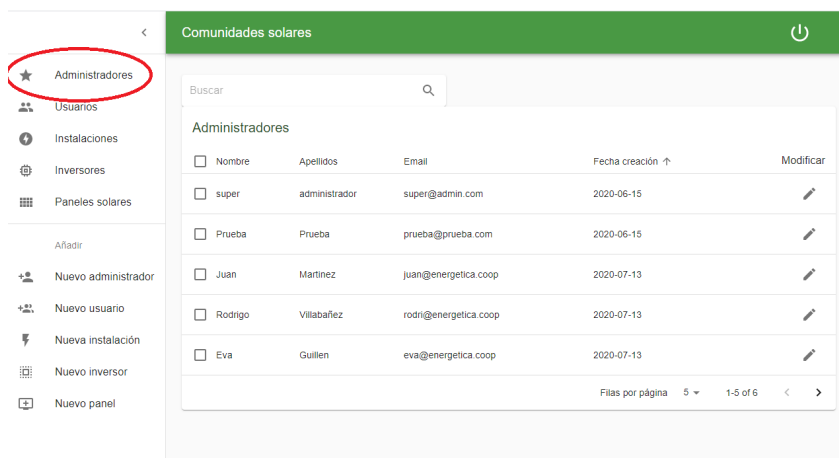 Comunidades solares
Administradores
Usuarios
Instalaciones
Inversores
Paneles solares
Añadir
Nuevo administrador
Nuevo usuario
Nueva instalación
Nuevo inversor
Nuevo panel
Buscar
Administradores
Nombre Apellidos Email Fecha creación Modificar
super administrador super@admin.com 2020-06-15
Prueba Prueba prueba@prueba.com 2020-06-15
Juan Martinez juan@energetica.coop 2020-07-13
Rodrigo Villabañez rodri@energetica.coop 2020-07-13
Eva Guillen eva@energetica.coop 2020-07-13
Filas por página 5 1-5 of 6